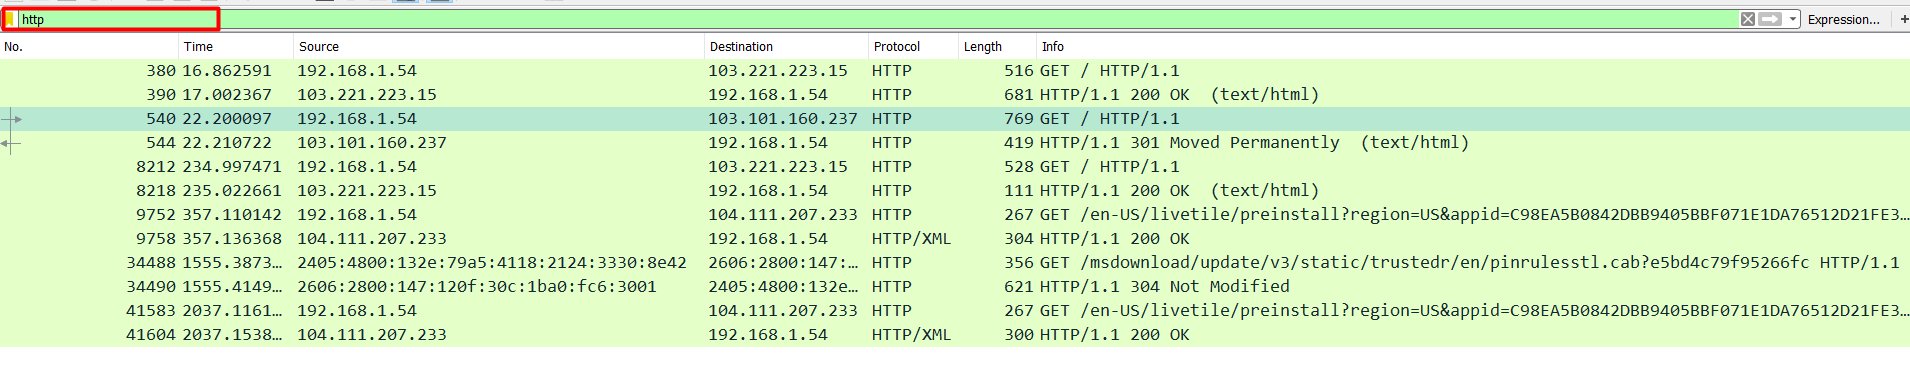 http Expression... +
No. Time Source Destination Protocol Length Info
380 16.862591 192.168.1.54 103.221.223.15 HTTP 516 GET / HTTP/1.1
390 17.002367 103.221.223.15 192.168.1.54 HTTP 681 HTTP/1.1 200 OK (text/html)
540 22.200097 192.168.1.54 103.101.160.237 HTTP 769 GET / HTTP/1.1
544 22.210722 103.101.160.237 192.168.1.54 HTTP 419 HTTP/1.1 301 Moved Permanently (text/html)
8212 234.997471 192.168.1.54 103.221.223.15 HTTP 528 GET / HTTP/1.1
8218 235.022661 103.221.223.15 192.168.1.54 HTTP 111 HTTP/1.1 200 OK (text/html)
9752 357.110142 192.168.1.54 104.111.207.233 HTTP 267 GET /en-US/livetile/preinstall?region=US&appid=C98EA5B0842DBB9405BBF071E1DA76512D21FE3...
9758 357.136368 104.111.207.233 192.168.1.54 HTTP/XML 304 HTTP/1.1 200 OK
34488 1555.3873... 2405:4800:132e:79a5:4118:2124:3330:8e42 2606:2800:147:... HTTP 356 GET /msdownload/update/v3/static/trustedr/en/pinrulesstl.cab?e5bd4c79f95266fc HTTP/1.1
34490 1555.4149... 2606:2800:147:120f:30c:1ba0:fc6:3001 2405:4800:132e... HTTP 621 HTTP/1.1 304 Not Modified
41583 2037.1161... 192.168.1.54 104.111.207.233 HTTP 267 GET /en-US/livetile/preinstall?region=US&appid=C98EA5B0842DBB9405BBF071E1DA76512D21FE3...
41604 2037.1538... 104.111.207.233 192.168.1.54 HTTP/XML 300 HTTP/1.1 200 OK